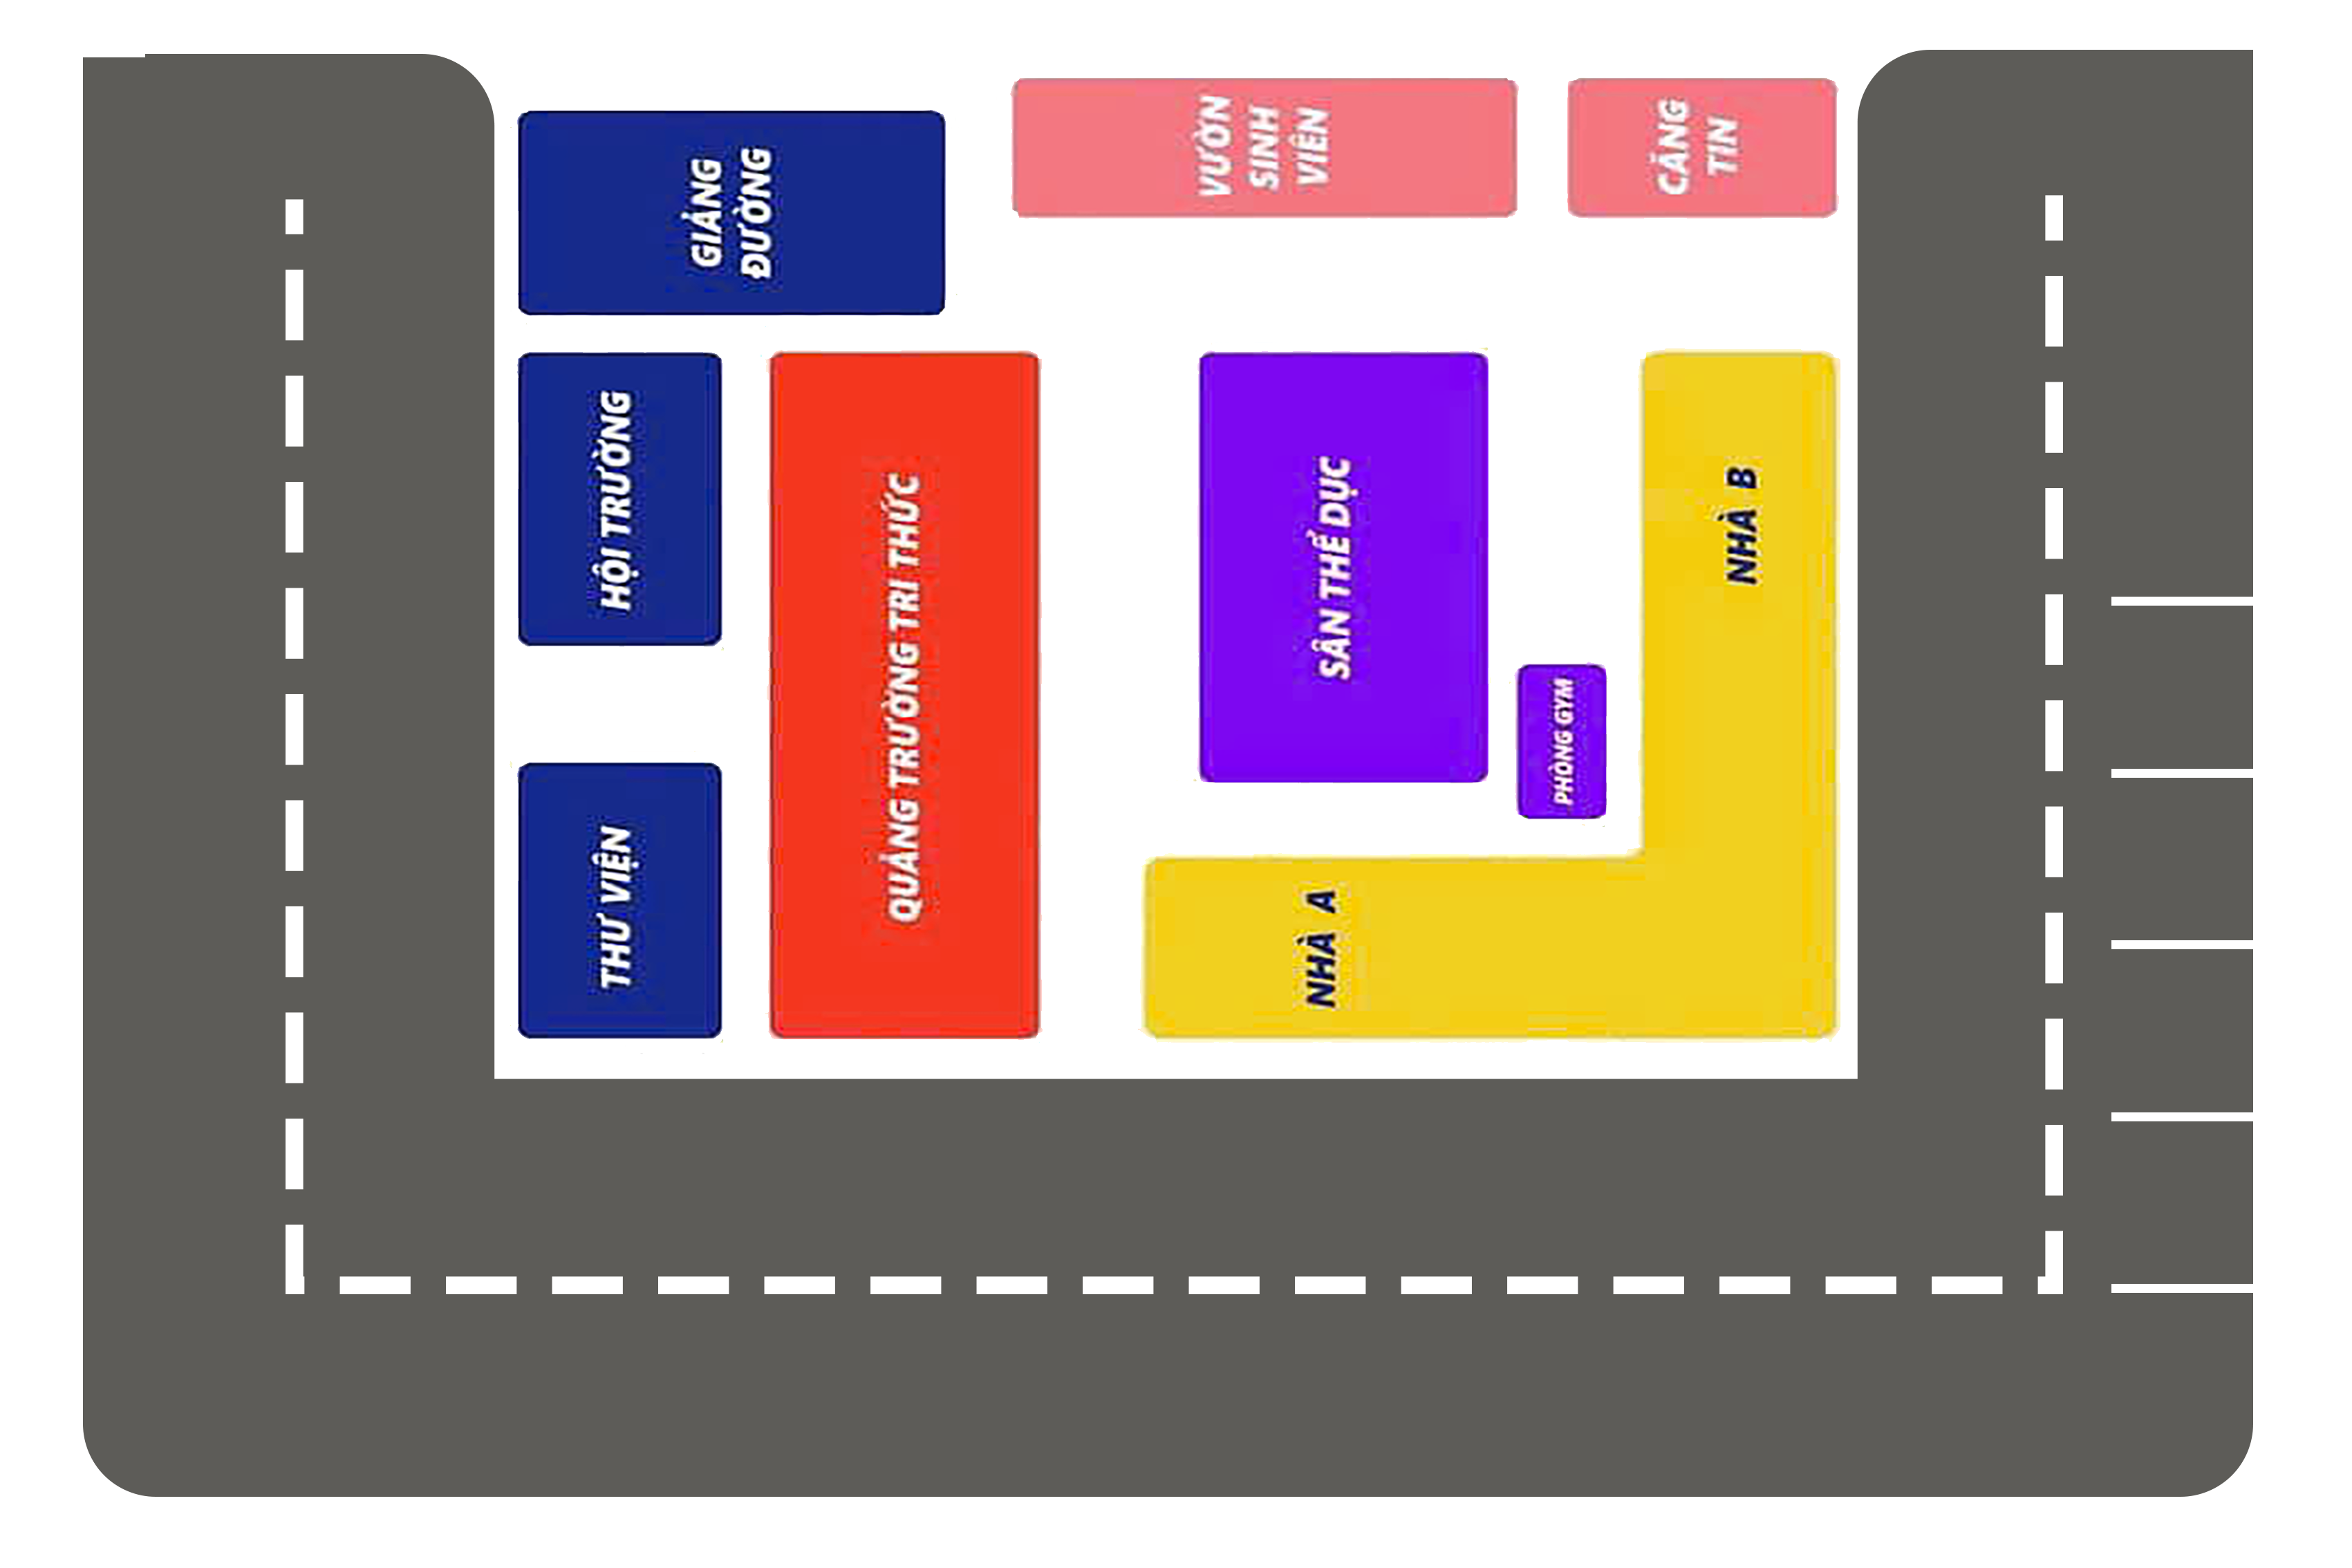 GIẢNG
ĐƯỜNG
VƯỜN
SINH
VIÊN
CĂNG
TIN
HỘI TRƯỜNG
QUẢNG TRƯỜNG TRI THỨC
SÂN THỂ DỤC
NHÀ B
PHÒNG GYM
THƯ VIỆN
NHÀ A